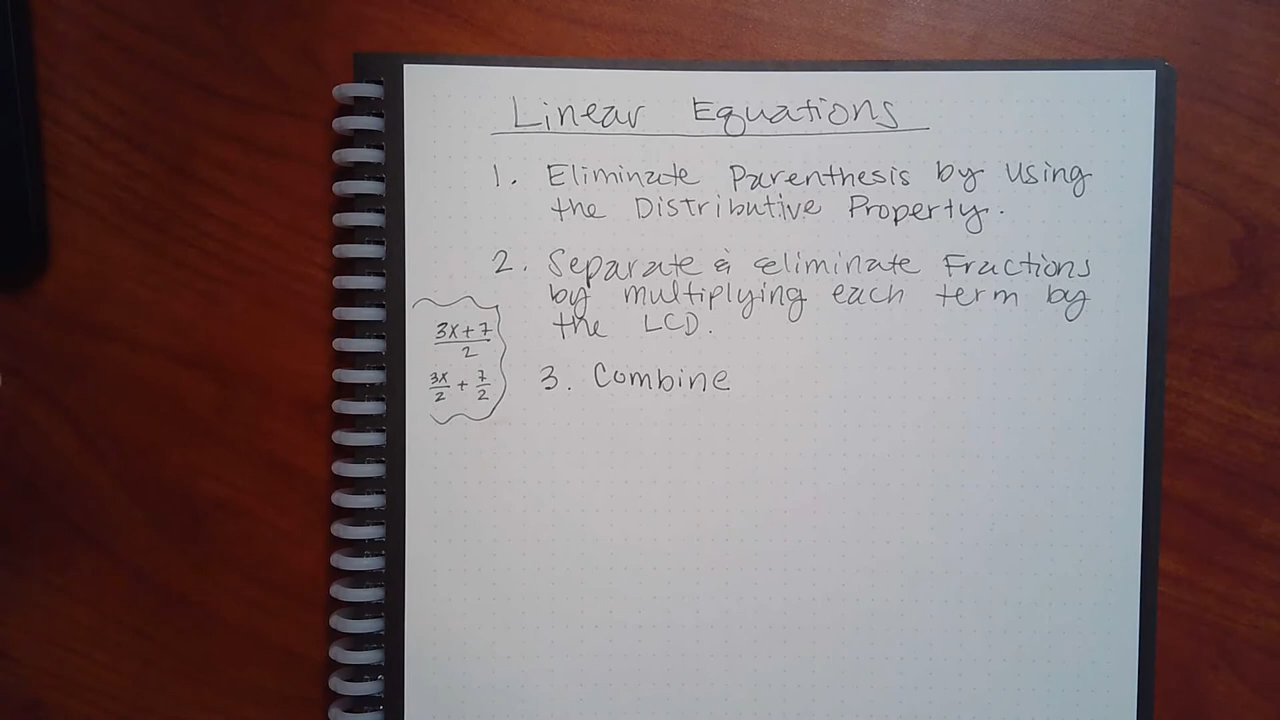 Linear Equations
1. Eliminate Parenthesis by Using
the Distributive Property.
2. Separate & eliminate Fractions
by multiplying each term by
the LCD.
3x+7
2
3x/2 + 7/2
3. Combine